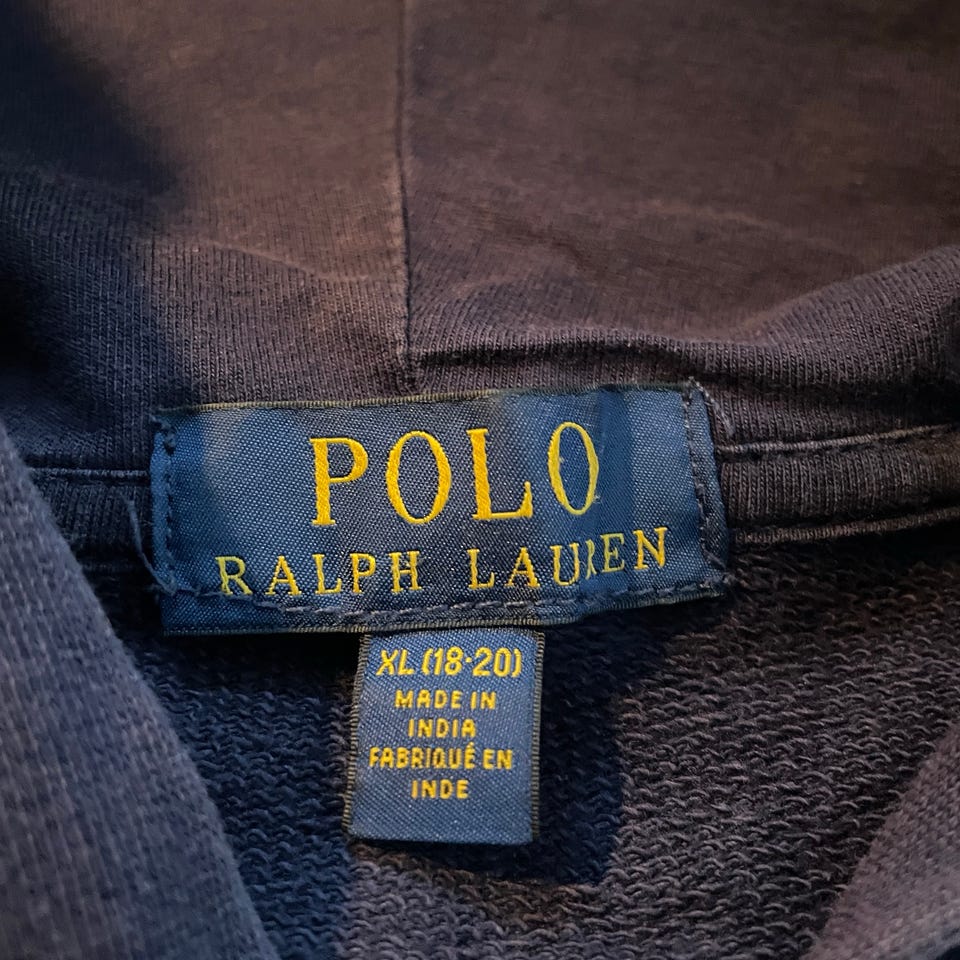 POLO
RALPH LAUREN
XL (18-20)
MADE IN
INDIA
FABRIQUÉ EN
INDE